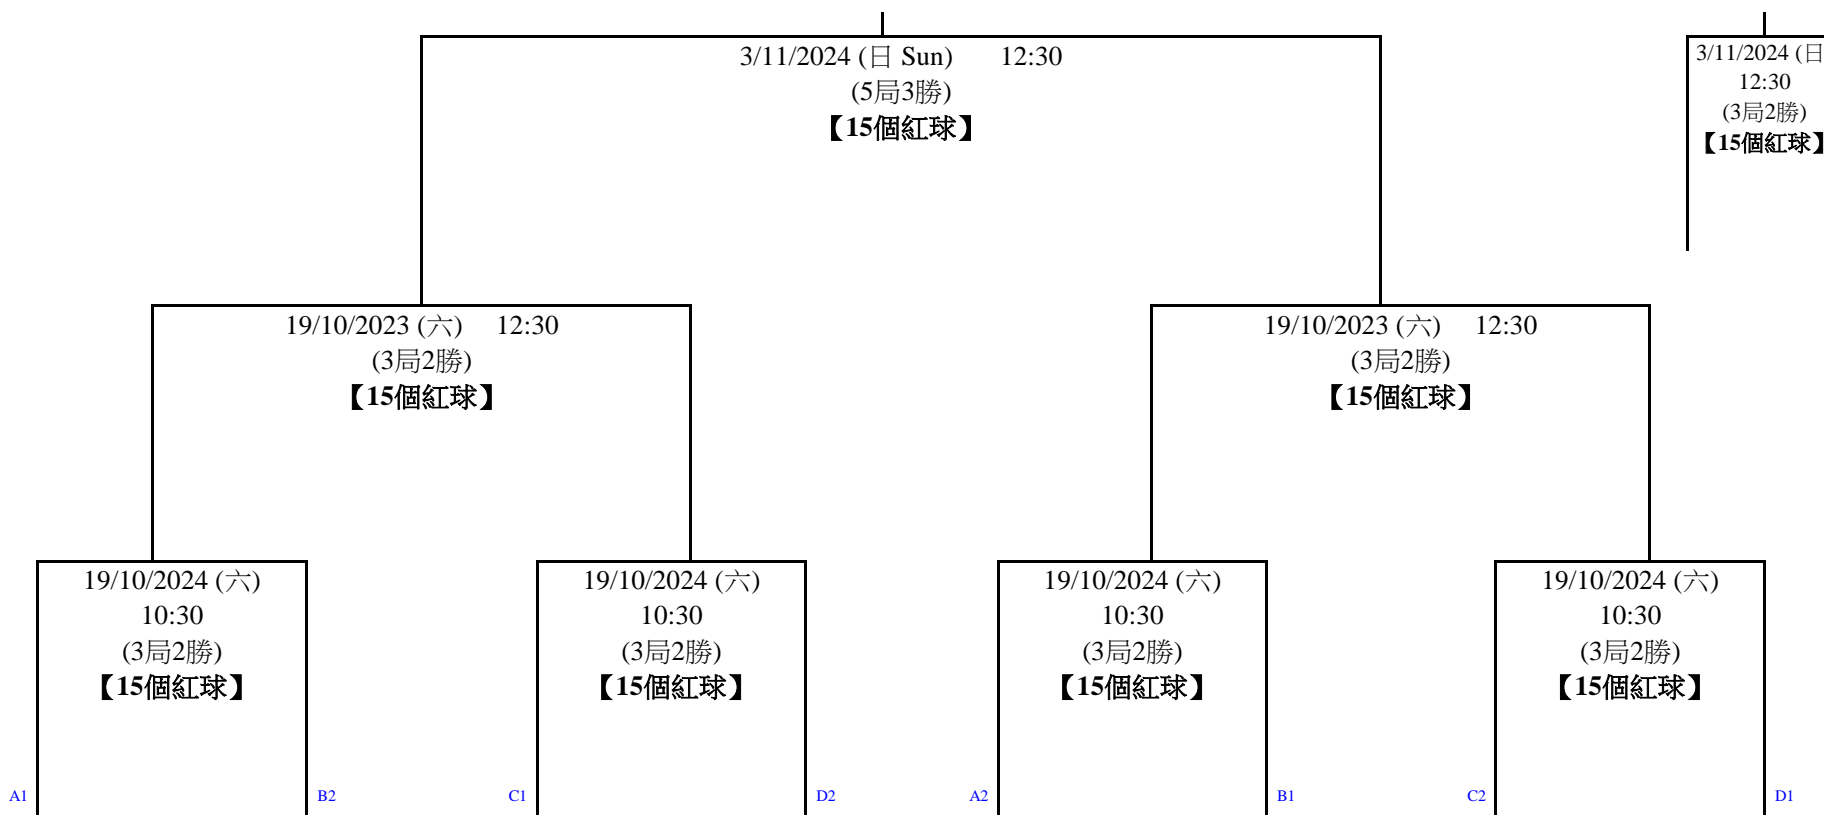 3/11/2024 (日 Sun) 12:30
(5局3勝)
【15個紅球】
3/11/2024 (日
12:30
(3局2勝)
【15個紅球】
19/10/2023 (六) 12:30
(3局2勝)
【15個紅球】
19/10/2023 (六) 12:30
(3局2勝)
【15個紅球】
19/10/2024 (六)
10:30
(3局2勝)
【15個紅球】
19/10/2024 (六)
10:30
(3局2勝)
【15個紅球】
19/10/2024 (六)
10:30
(3局2勝)
【15個紅球】
19/10/2024 (六)
10:30
(3局2勝)
【15個紅球】
A1
B2
C1
D2
A2
B1
C2
D1